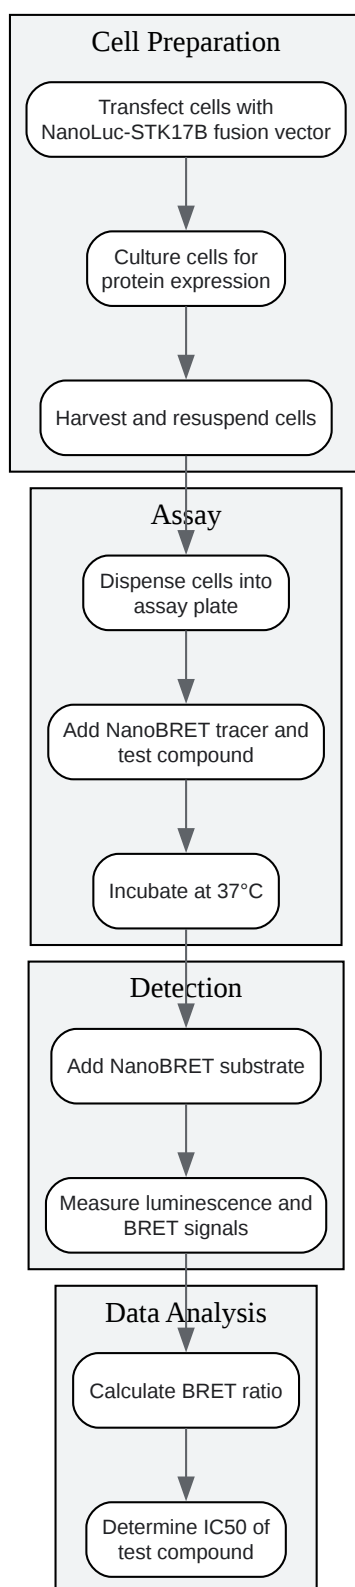 Cell Preparation
Transfect cells with
NanoLuc-STK17B fusion vector
Culture cells for
protein expression
Harvest and resuspend cells
Assay
Dispense cells into
assay plate
Add NanoBRET tracer and
test compound
Incubate at 37°C
Detection
Add NanoBRET substrate
Measure luminescence and
BRET signals
Data Analysis
Calculate BRET ratio
Determine IC50 of
test compound